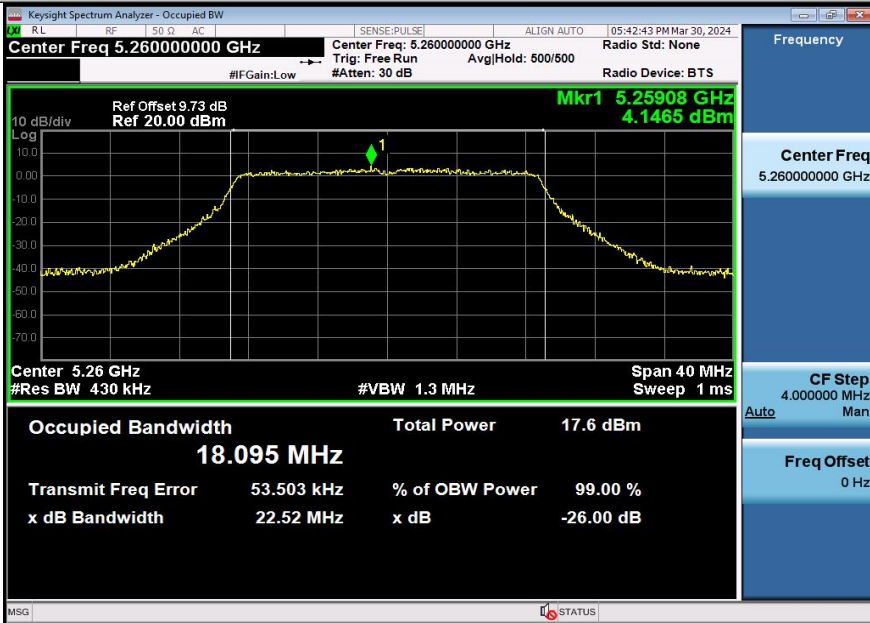 Keysight Spectrum Analyzer - Occupied BW
LXI RL RF 50 Ω AC SENSE:PULSE ALIGN AUTO 05:42:43 PM Mar 30, 2024
Center Freq 5.260000000 GHz
Center Freq: 5.260000000 GHz
Radio Std: None
Trig: Free Run Avg|Hold: 500/500
#IFGain:Low
#Atten: 30 dB
Radio Device: BTS
Frequency
Mkr1 5.25908 GHz
4.1465 dBm
Ref Offset 9.73 dB
10 dB/div Ref 20.00 dBm
Log
1
10.0
0.00
-10.0
-20.0
-30.0
-40.0
-50.0
-60.0
-70.0
Center 5.26 GHz
Span 40 MHz
#Res BW 430 kHz
#VBW 1.3 MHz
Sweep 1 ms
Occupied Bandwidth
18.095 MHz
Total Power 17.6 dBm
Transmit Freq Error 53.503 kHz
% of OBW Power 99.00 %
x dB Bandwidth 22.52 MHz
x dB -26.00 dB
Center Freq
5.260000000 GHz
CF Step
4.000000 MHz
Auto Man
Freq Offset
0 Hz
MSG
STATUS